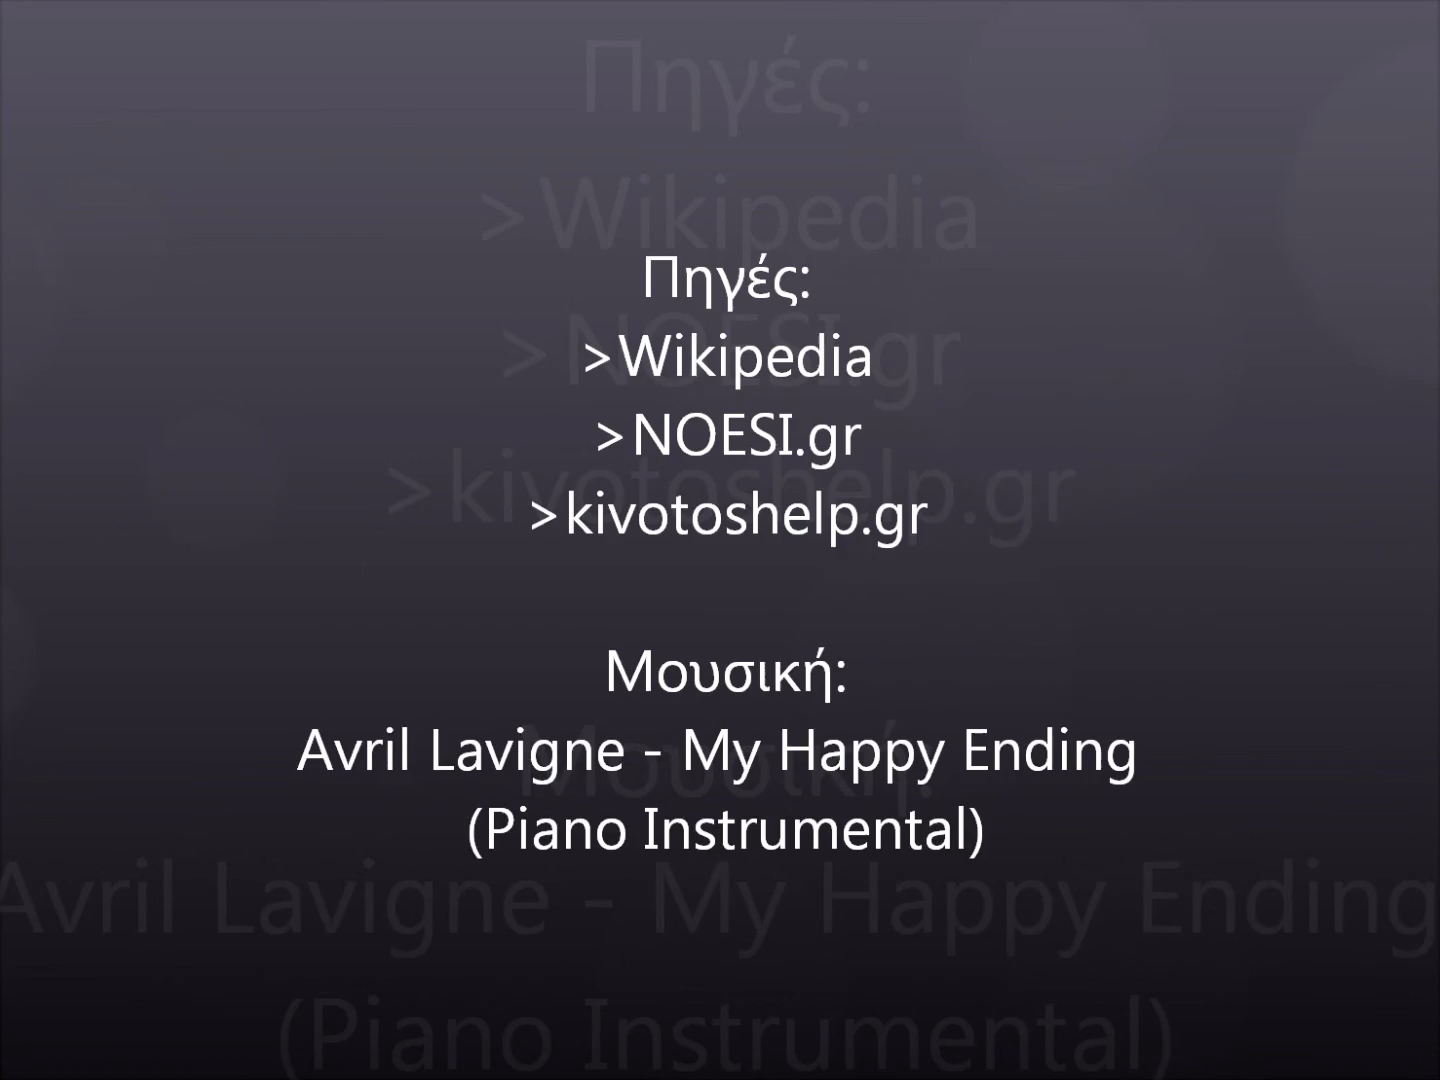 Πηγές:
>Wikipedia
>NOESI.gr
>kivotoshelp.gr
Μουσική:
Avril Lavigne - My Happy Ending
(Piano Instrumental)